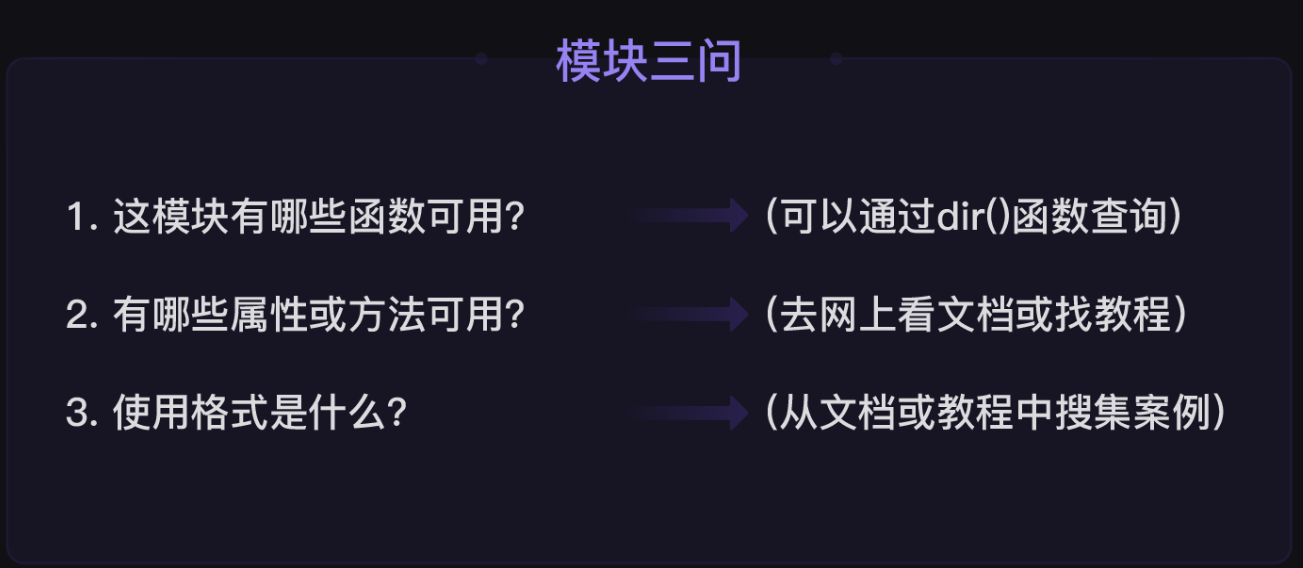 模块三问
1. 这模块有哪些函数可用? (可以通过dir()函数查询)
2. 有哪些属性或方法可用? (去网上看文档或找教程)
3. 使用格式是什么? (从文档或教程中搜集案例)